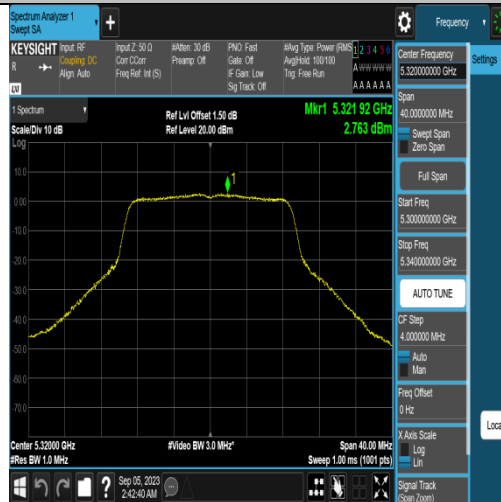 Spectrum Analyzer 1
Swept SA
+
Frequency
KEYSIGHT Input: RF Input Z: 50 Ω #Atten: 30 dB PNO: Fast #Avg Type: Power (RMS 1 2 3 4 5 6
R Coupling: DC Corr CCorr Preamp: Off Gate: Off Avg|Hold: 100/100 A W W W W W
Align: Auto Freq Ref: Int (S) IF Gain: Low Trig: Free Run
Sig Track: Off A A A A A A
LXI
1 Spectrum
Scale/Div 10 dB
Ref Lvl Offset 1.50 dB
Ref Level 20.00 dBm
Mkr1 5.321 92 GHz
2.763 dBm
Log
10.0
0.00
-10.0
-20.0
-30.0
-40.0
-50.0
-60.0
-70.0
1
Center 5.32000 GHz #Video BW 3.0 MHz* Span 40.00 MHz
#Res BW 1.0 MHz Sweep 1.00 ms (1001 pts)
Sep 05, 2023
2:42:40 AM
Center Frequency
5.320000000 GHz
Settings
Span
40.0000000 MHz
Swept Span
Zero Span
Full Span
Start Freq
5.300000000 GHz
Stop Freq
5.340000000 GHz
AUTO TUNE
CF Step
4.000000 MHz
Auto
Man
Freq Offset
0 Hz
X Axis Scale
Log
Lin
Loca
Signal Track
(Span Zoom)